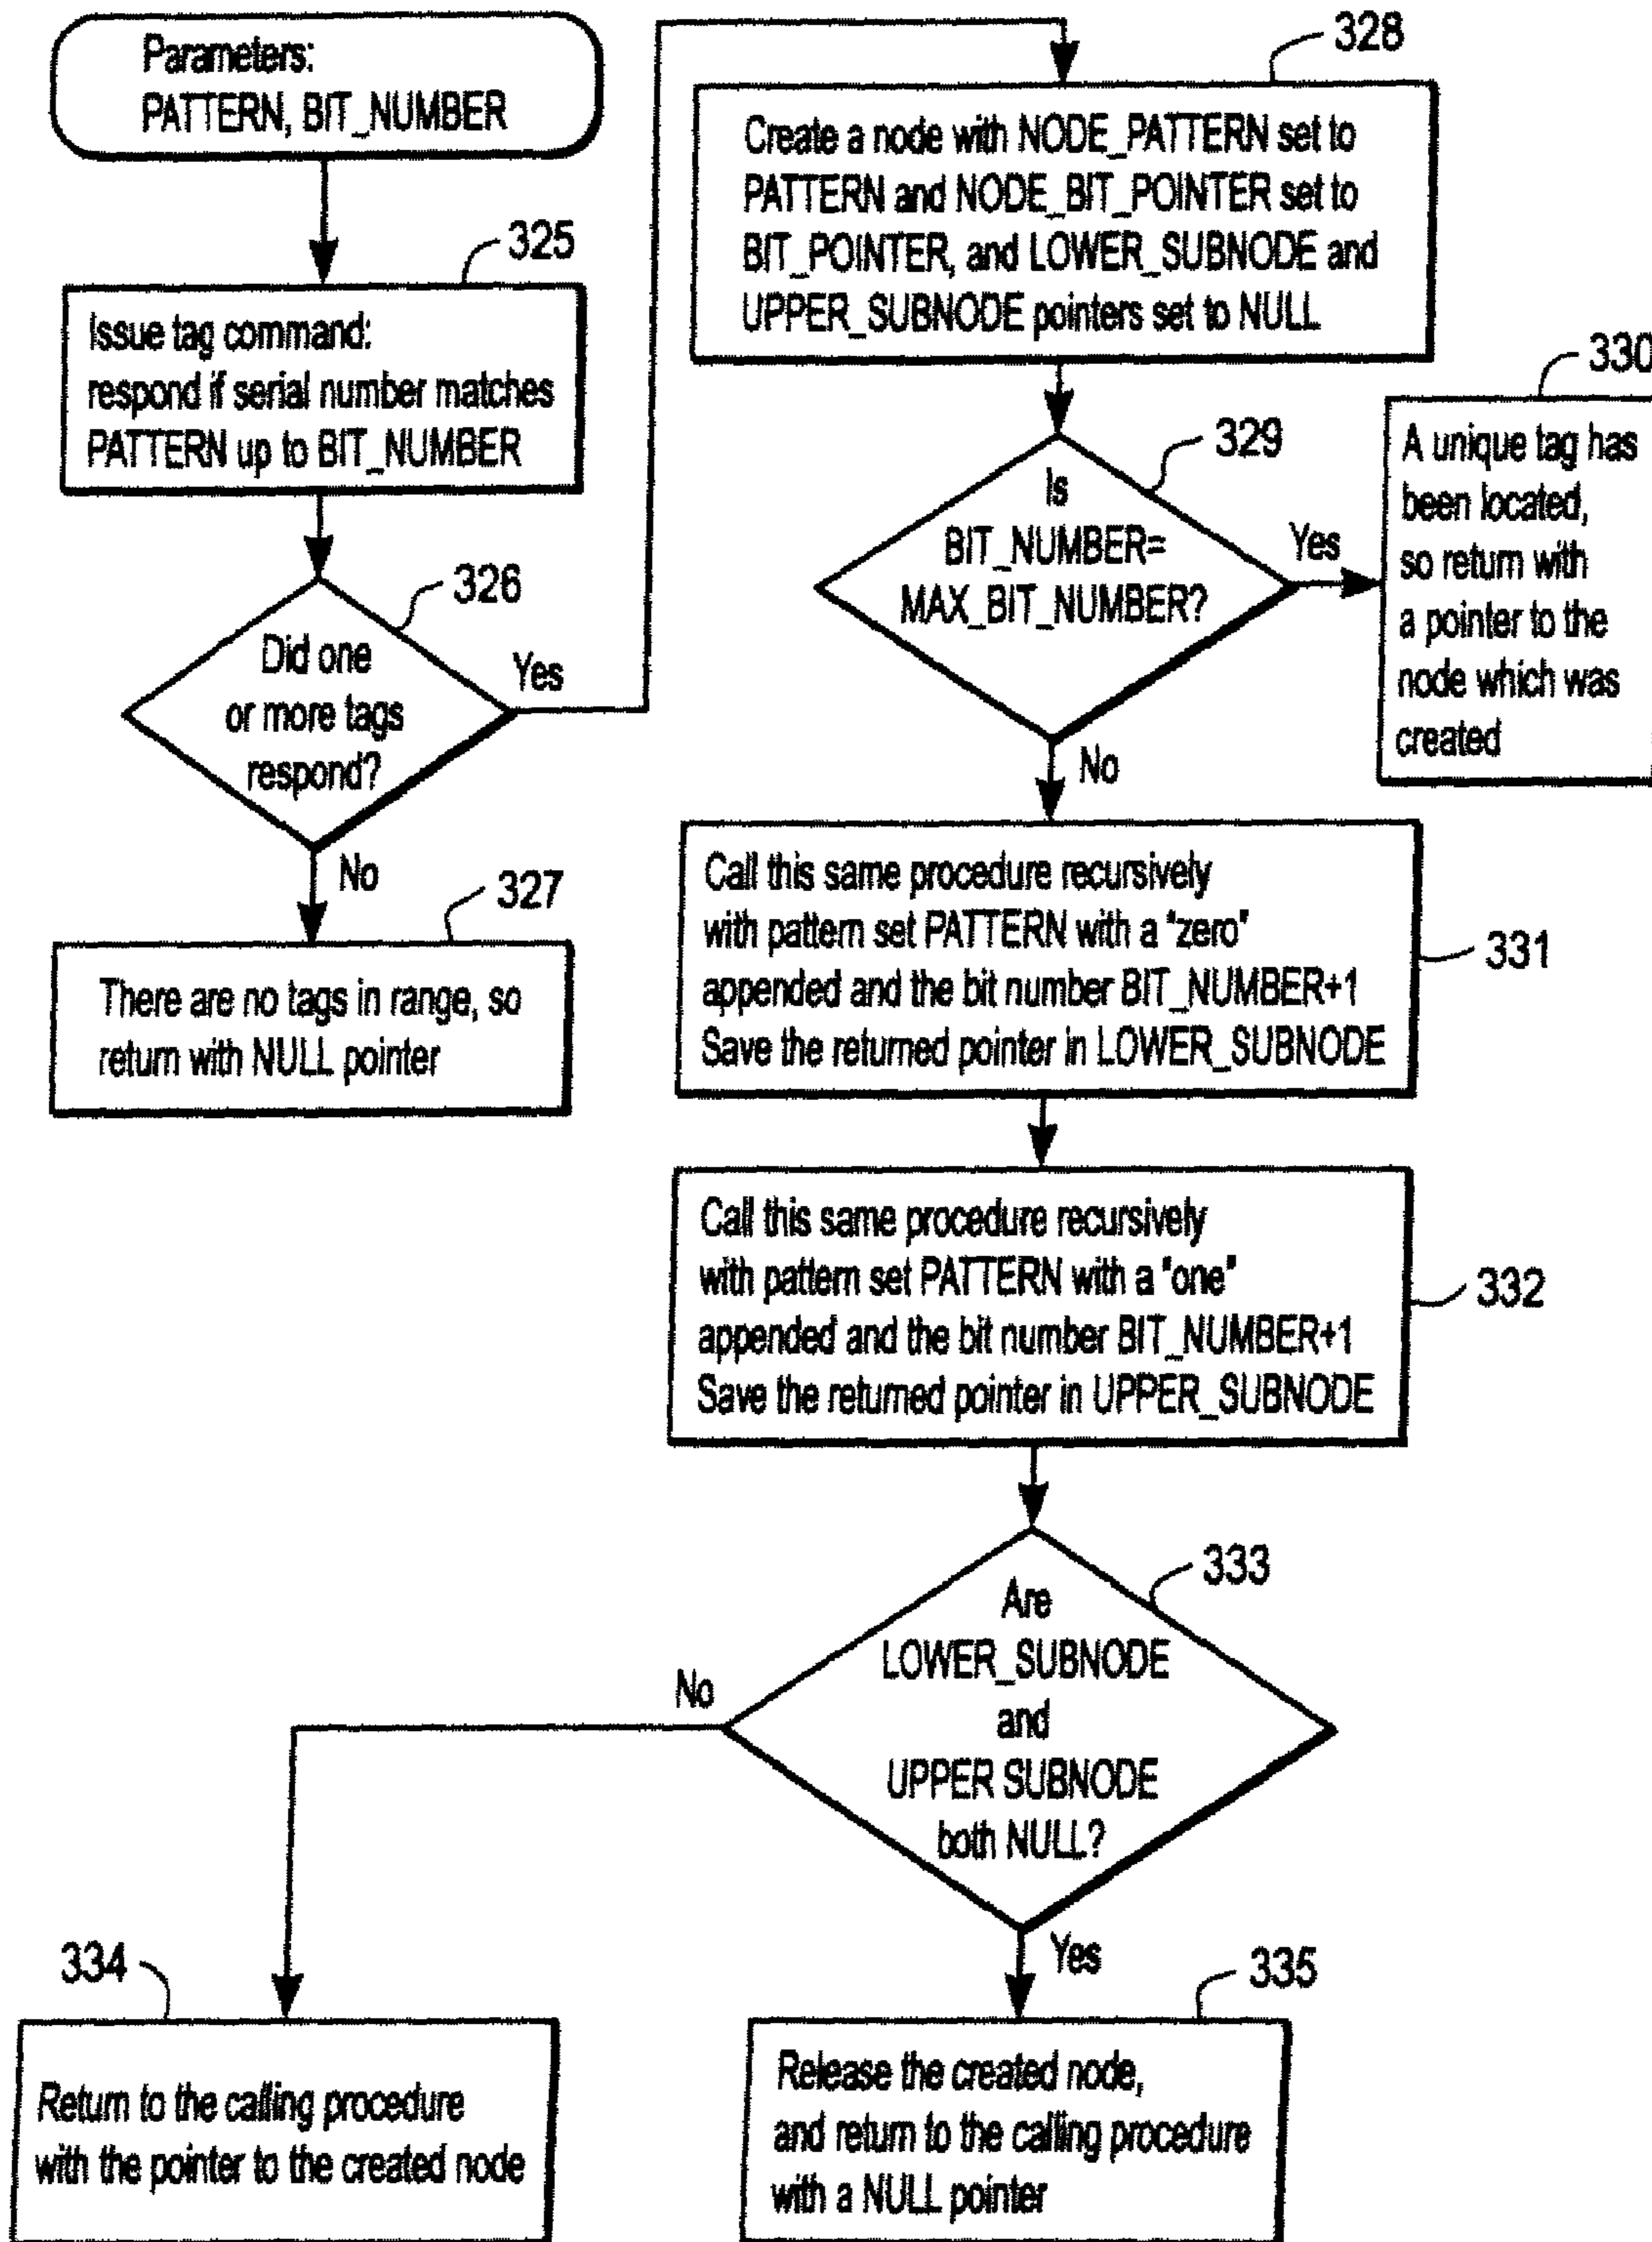 Parameters:
PATTERN, BIT_NUMBER
325
Issue tag command:
respond if serial number matches
PATTERN up to BIT_NUMBER
326
Did one
or more tags
respond?
Yes
No
327
There are no tags in range, so
return with NULL pointer
328
Create a node with NODE_PATTERN set to
PATTERN and NODE_BIT_POINTER set to
BIT_POINTER, and LOWER_SUBNODE and
UPPER_SUBNODE pointers set to NULL
329
Is
BIT_NUMBER=
MAX_BIT_NUMBER?
Yes
No
330
A unique tag has
been located,
so return with
a pointer to the
node which was
created
331
Call this same procedure recursively
with pattern set PATTERN with a "zero"
appended and the bit number BIT_NUMBER+1
Save the returned pointer in LOWER_SUBNODE
332
Call this same procedure recursively
with pattern set PATTERN with a "one"
appended and the bit number BIT_NUMBER+1
Save the returned pointer in UPPER_SUBNODE
333
Are
LOWER_SUBNODE
and
UPPER SUBNODE
both NULL?
No
Yes
334
Return to the calling procedure
with the pointer to the created node
335
Release the created node,
and return to the calling procedure
with a NULL pointer